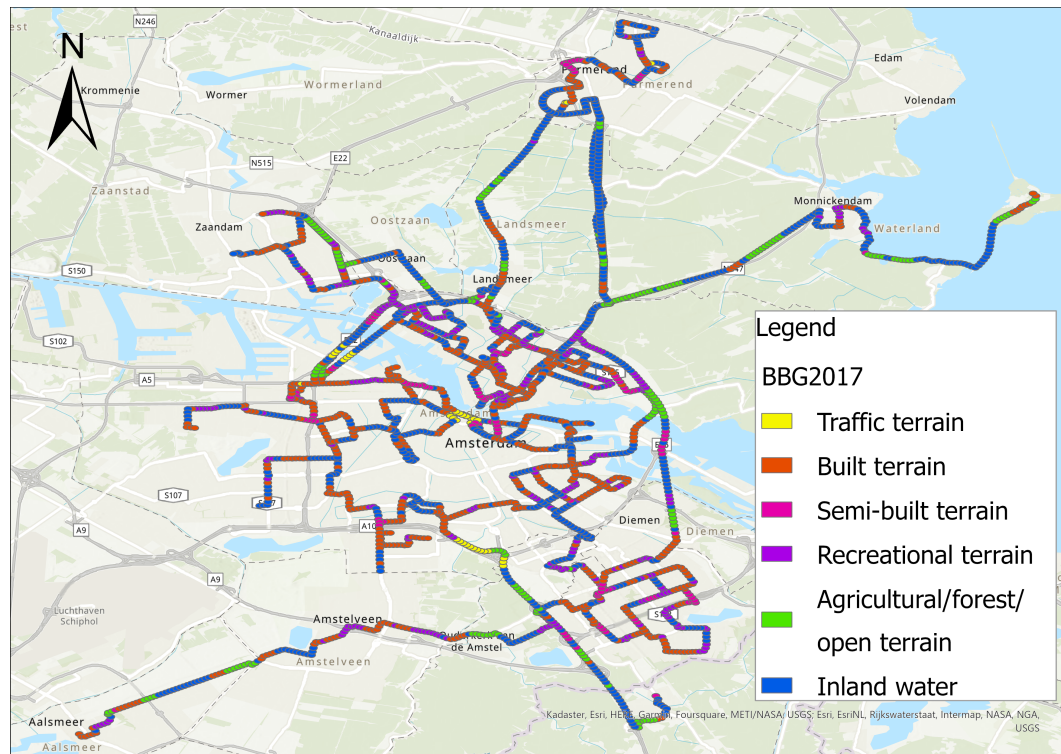 N246
Kanaaldijk
N
Edam
Purmerend
Krommenie
Wormer
Wormerland
Purmerend
Volendam
E22
N515
Zaanstad
Monnickendam
Oostzaan
Landsmeer
Zaandam
Waterland
Oostzaan
S150
Landsmeer
Legend
S102
BBG2017
A5
Traffic terrain
Amsterdam
Amsterdam
Built terrain
S107
Semi-built terrain
A9
Diemen
Diemen
Recreational terrain
A9
Agricultural/forest/
open terrain
Luchthaven
Schiphol
Amstelveen
Ouderkerk aan
de Amstel
Amstelveen
Inland water
Aalsmeer
Aalsmeer
Kadaster, Esri, HERE, Garmin, Foursquare, METI/NASA, USGS; Esri, EsriNL, Rijkswaterstaat, Intermap, NASA, NGA,
USGS